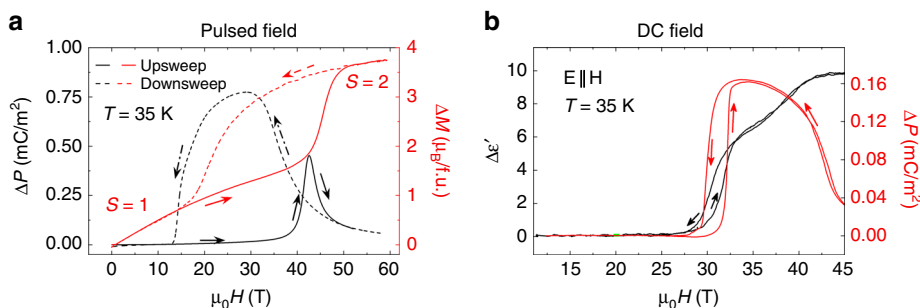 a
Pulsed field
1.00
0.75
0.50
0.25
0.00
ΔP (mC/m²)
Upsweep
Downsweep
T = 35 K
S = 2
S = 1
4
3
2
1
0
ΔM (μB/f.u.)
0 10 20 30 40 50 60
μ₀H (T)
b
DC field
10
8
6
4
2
0
Δε′
E∥H
T = 35 K
0.16
0.12
0.08
0.04
0.00
ΔP (mC/m²)
15 20 25 30 35 40 45
μ₀H (T)